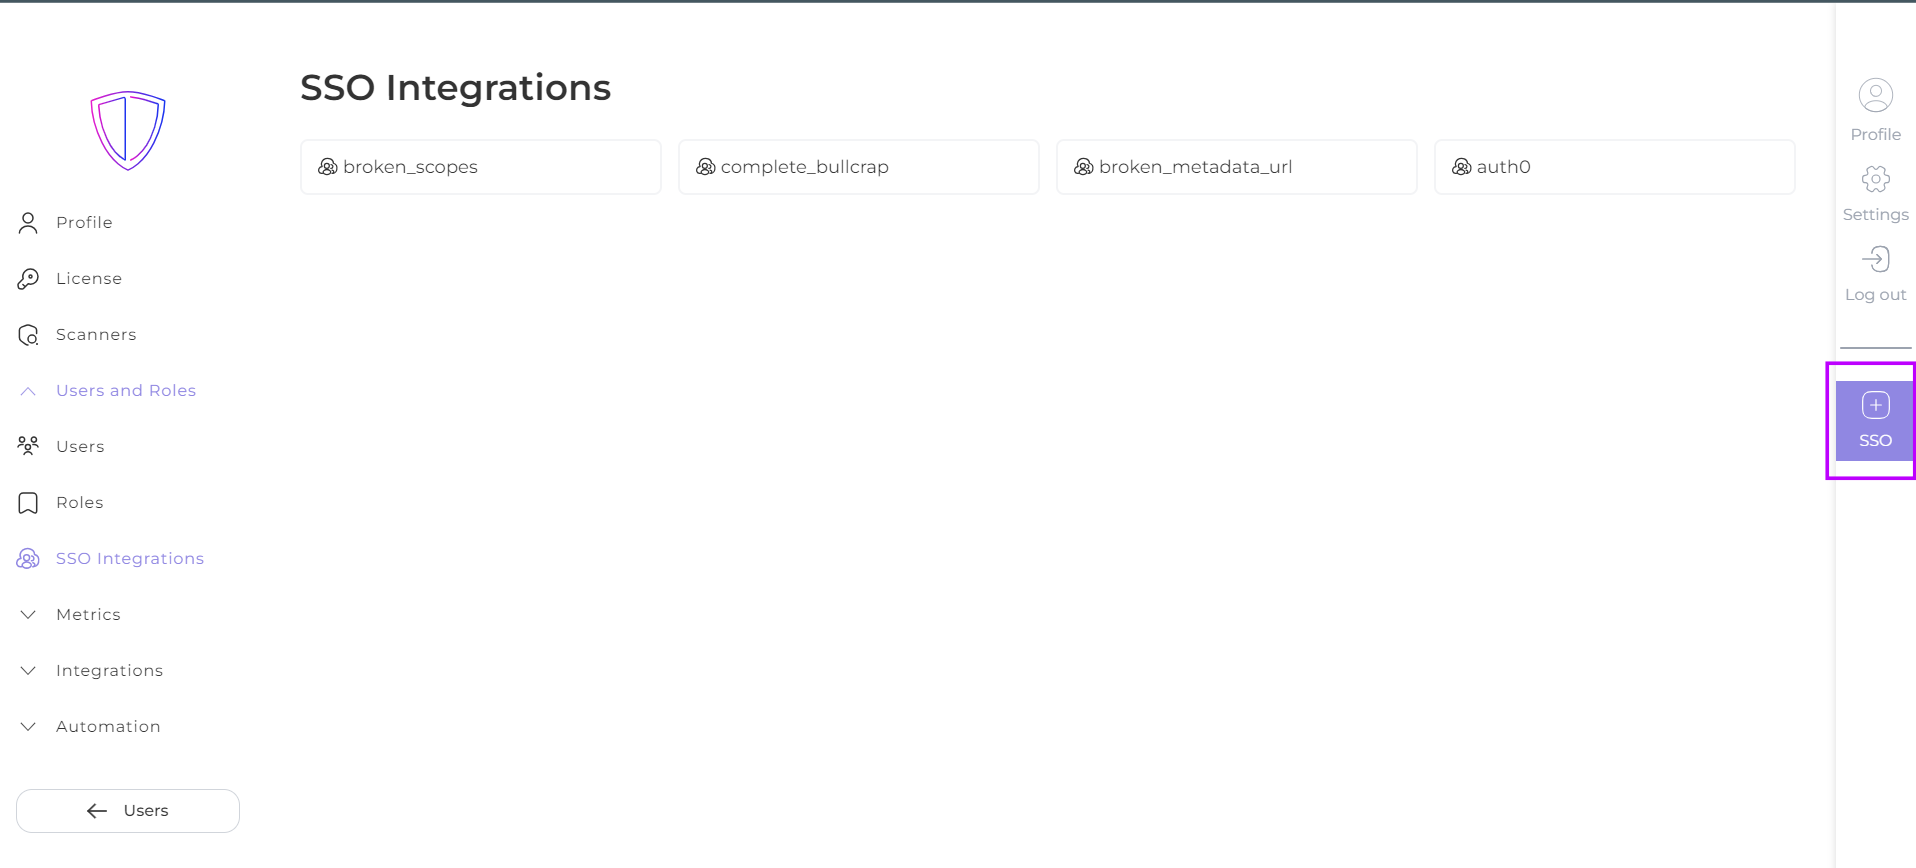 SSO Integrations
broken_scopes
complete_bullcrap
broken_metadata_url
auth0
Profile
License
Scanners
Users and Roles
Users
Roles
SSO Integrations
Metrics
Integrations
Automation
Users
Profile
Settings
Log out
SSO